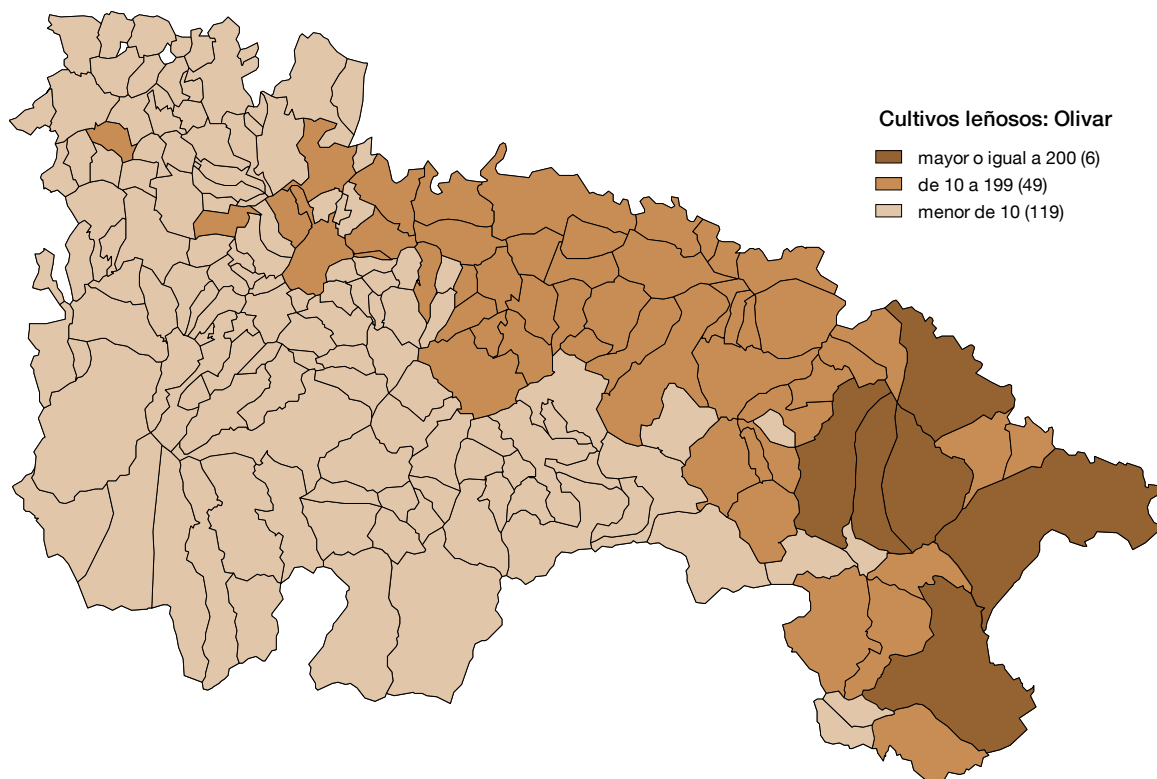 Cultivos leñosos: Olivar
mayor o igual a 200 (6)
de 10 a 199 (49)
menor de 10 (119)